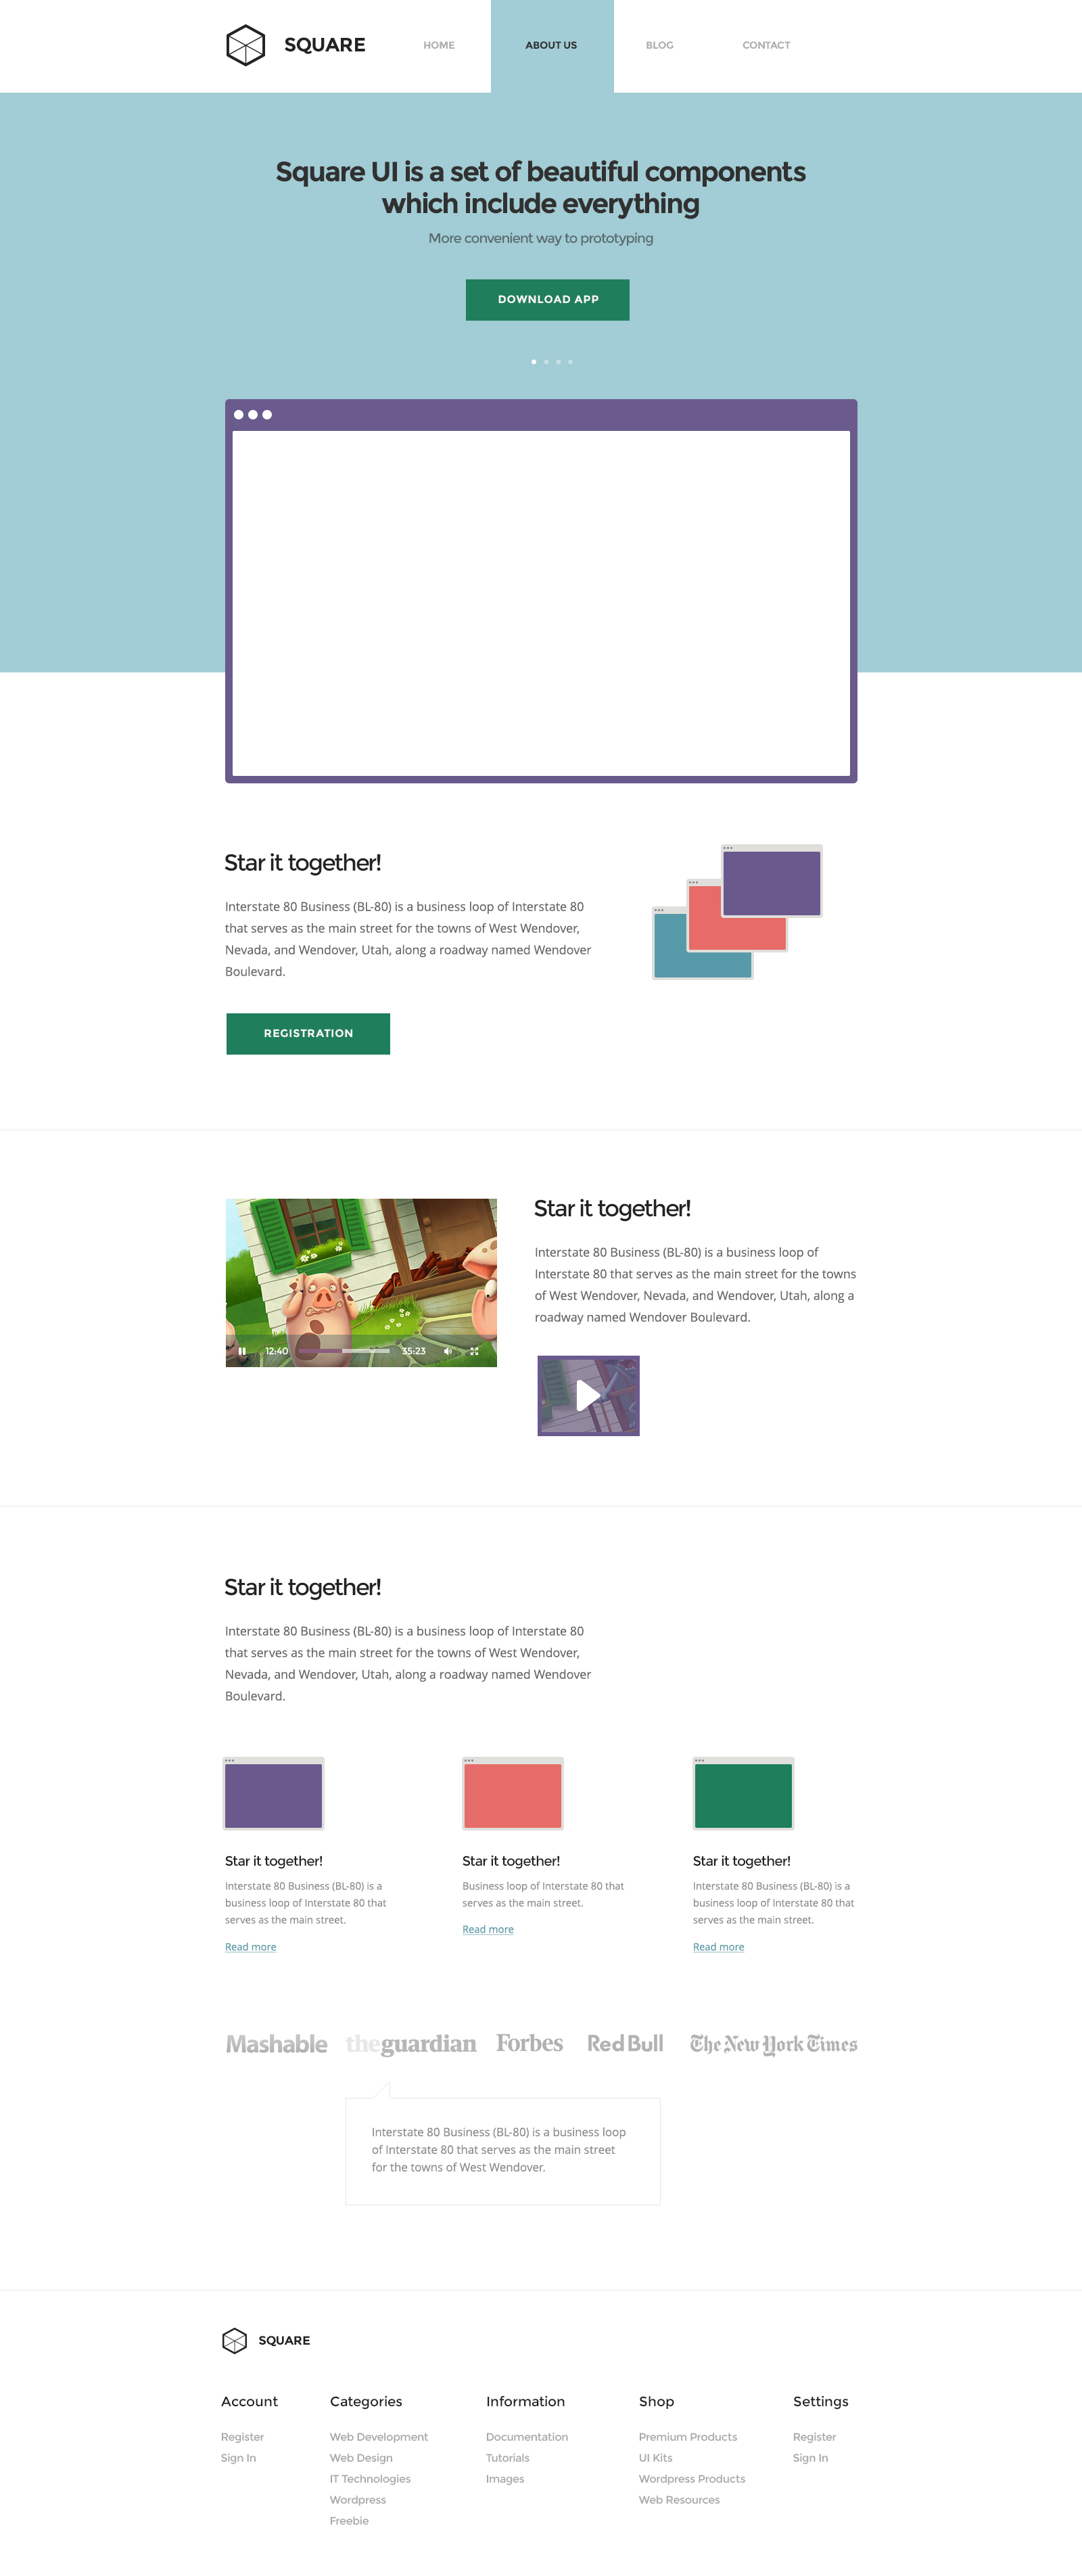 SQUARE
HOME
ABOUT US
BLOG
CONTACT
Square UI is a set of beautiful components
which include everything
More convenient way to prototyping
DOWNLOAD APP
Star it together!
Interstate 80 Business (BL-80) is a business loop of Interstate 80
that serves as the main street for the towns of West Wendover,
Nevada, and Wendover, Utah, along a roadway named Wendover
Boulevard.
REGISTRATION
12:40
35:23
Star it together!
Interstate 80 Business (BL-80) is a business loop of
Interstate 80 that serves as the main street for the towns
of West Wendover, Nevada, and Wendover, Utah, along a
roadway named Wendover Boulevard.
Star it together!
Interstate 80 Business (BL-80) is a business loop of Interstate 80
that serves as the main street for the towns of West Wendover,
Nevada, and Wendover, Utah, along a roadway named Wendover
Boulevard.
Star it together!
Interstate 80 Business (BL-80) is a
business loop of Interstate 80 that
serves as the main street.
Read more
Star it together!
Business loop of Interstate 80 that
serves as the main street.
Read more
Star it together!
Interstate 80 Business (BL-80) is a
business loop of Interstate 80 that
serves as the main street.
Read more
Mashable
theguardian
Forbes
Red Bull
The New York Times
Interstate 80 Business (BL-80) is a business loop
of Interstate 80 that serves as the main street
for the towns of West Wendover.
SQUARE
Account
Register
Sign In
Categories
Web Development
Web Design
IT Technologies
Wordpress
Freebie
Information
Documentation
Tutorials
Images
Shop
Premium Products
UI Kits
Wordpress Products
Web Resources
Settings
Register
Sign In